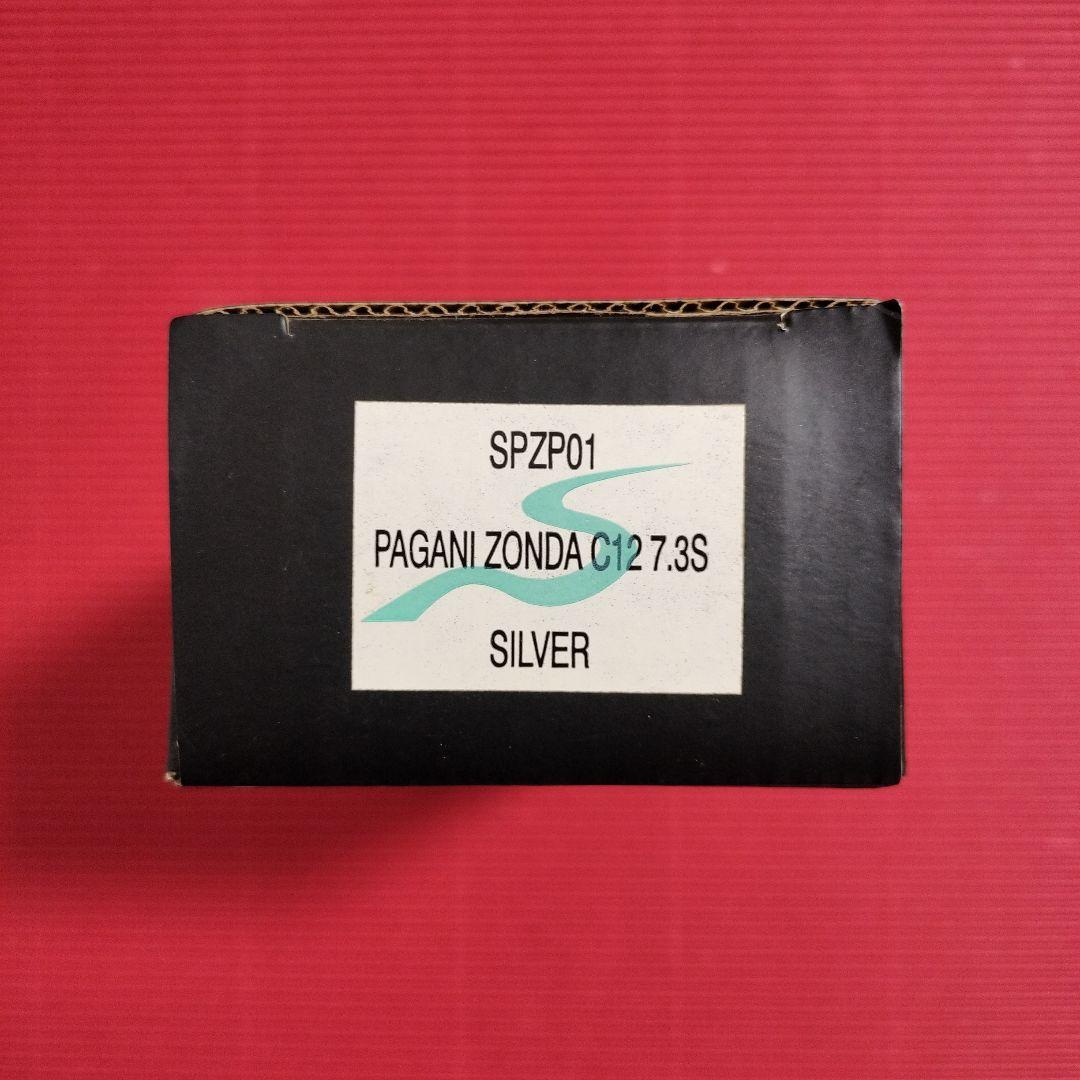 SPZP01
PAGANI ZONDA C12 7.3S
SILVER